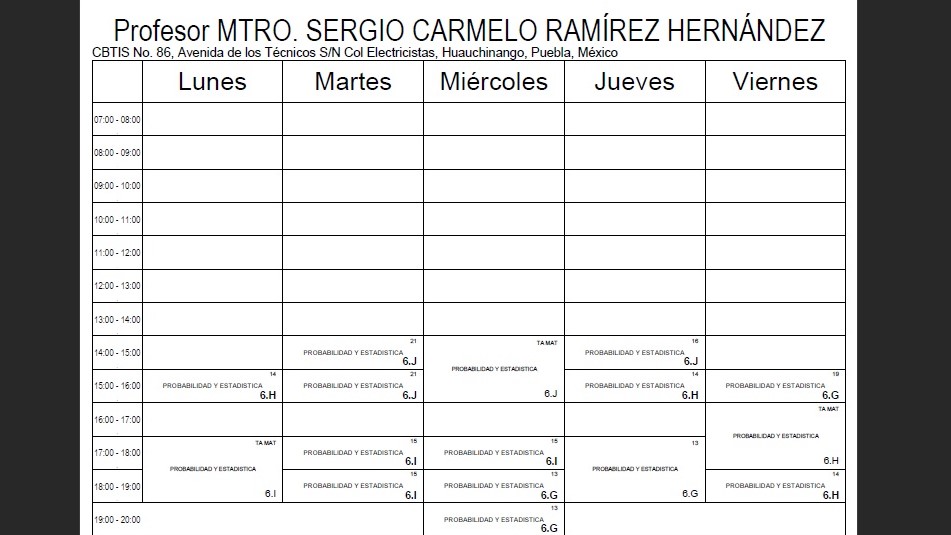 Profesor MTRO. SERGIO CARMELO RAMÍREZ HERNÁNDEZ
CBTIS No. 86, Avenida de los Técnicos S/N Col Electricistas, Huauchinango, Puebla, México
Lunes Martes Miércoles Jueves Viernes
07:00 - 08:00
08:00 - 09:00
09:00 - 10:00
10:00 - 11:00
11:00 - 12:00
12:00 - 13:00
13:00 - 14:00
21 TA MAT 16
14:00 - 15:00 PROBABILIDAD Y ESTADISTICA PROBABILIDAD Y ESTADISTICA
6.J 6.J
PROBABILIDAD Y ESTADISTICA
14 21 14 19
15:00 - 16:00 PROBABILIDAD Y ESTADISTICA PROBABILIDAD Y ESTADISTICA PROBABILIDAD Y ESTADISTICA PROBABILIDAD Y ESTADISTICA
6.H 6.J 6.J 6.H 6.G
TA MAT
16:00 - 17:00
PROBABILIDAD Y ESTADISTICA
TA MAT 15 15 13
17:00 - 18:00 PROBABILIDAD Y ESTADISTICA PROBABILIDAD Y ESTADISTICA
6.I 6.I 6.H
PROBABILIDAD Y ESTADISTICA PROBABILIDAD Y ESTADISTICA
15 13 14
18:00 - 19:00 PROBABILIDAD Y ESTADISTICA PROBABILIDAD Y ESTADISTICA PROBABILIDAD Y ESTADISTICA
6.I 6.I 6.G 6.G 6.H
13
19:00 - 20:00 PROBABILIDAD Y ESTADISTICA
6.G